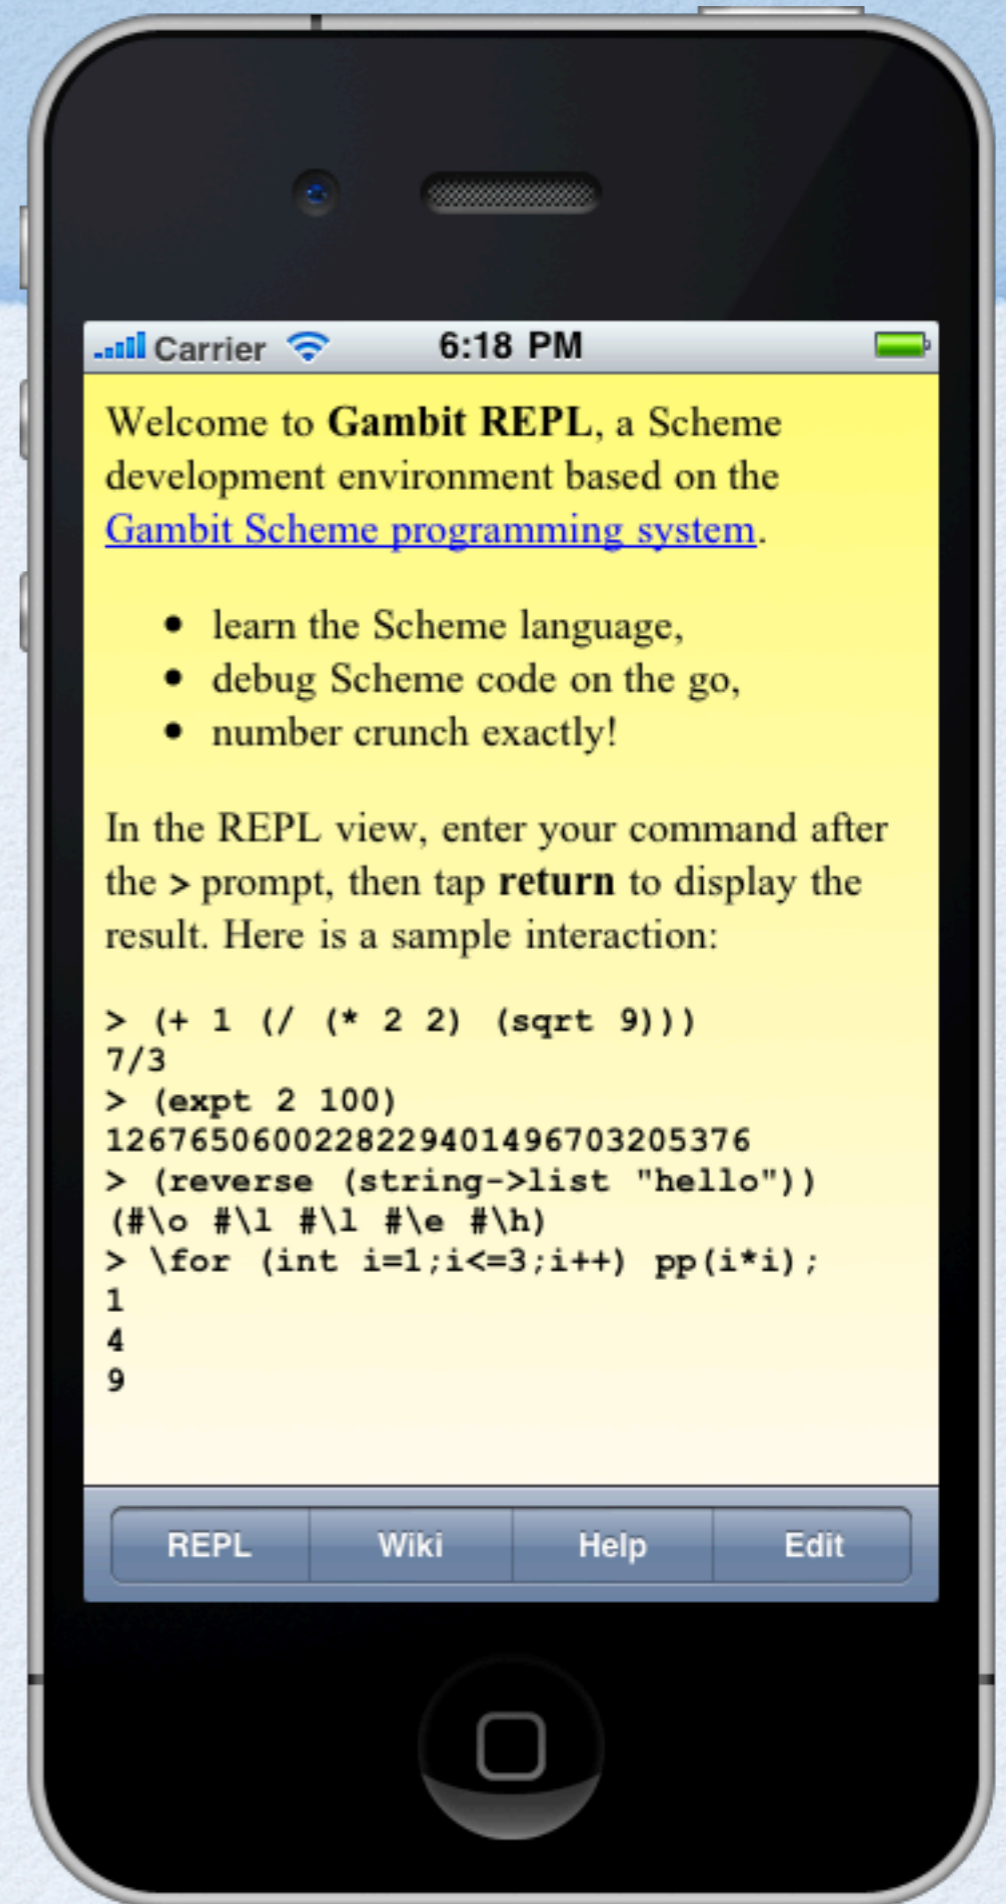 Carrier 6:18 PM
Welcome to Gambit REPL, a Scheme
development environment based on the
Gambit Scheme programming system.
• learn the Scheme language,
• debug Scheme code on the go,
• number crunch exactly!
In the REPL view, enter your command after
the > prompt, then tap return to display the
result. Here is a sample interaction:
> (+ 1 (/ (* 2 2) (sqrt 9)))
7/3
> (expt 2 100)
1267650600228229401496703205376
> (reverse (string->list "hello"))
(#\o #\l #\l #\e #\h)
> \for (int i=1;i<=3;i++) pp(i*i);
1
4
9
REPL Wiki Help Edit